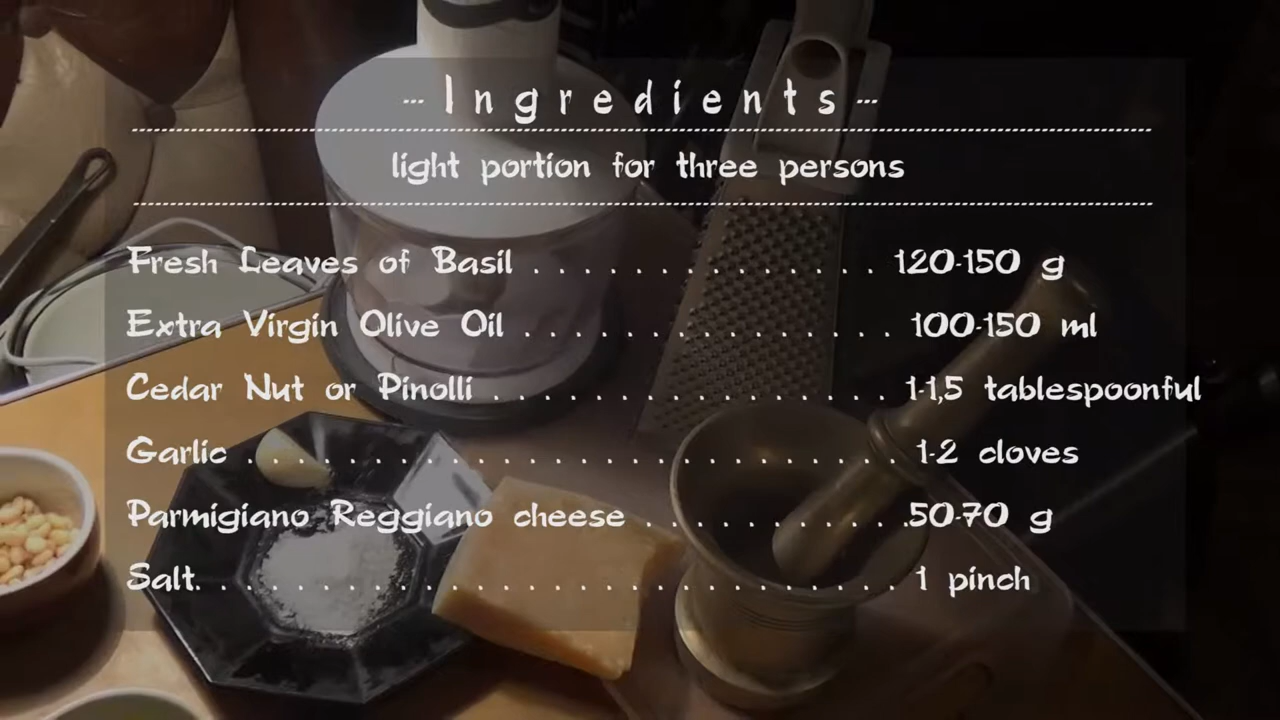 --- Ingredients ---
light portion for three persons
Fresh Leaves of Basil . . . . . . . . . . . . . . 120-150 g
Extra Virgin Olive Oil . . . . . . . . . . . . . . . 100-150 ml
Cedar Nut or Pinolli . . . . . . . . . . . . . . . . 1-1,5 tablespoonful
Garlic . . . . . . . . . . . . . . . . . . . . . . . . . . 1-2 cloves
Parmigiano Reggiano cheese . . . . . . . . . . . .50-70 g
Salt. . . . . . . . . . . . . . . . . . . . . . . . . . . . 1 pinch